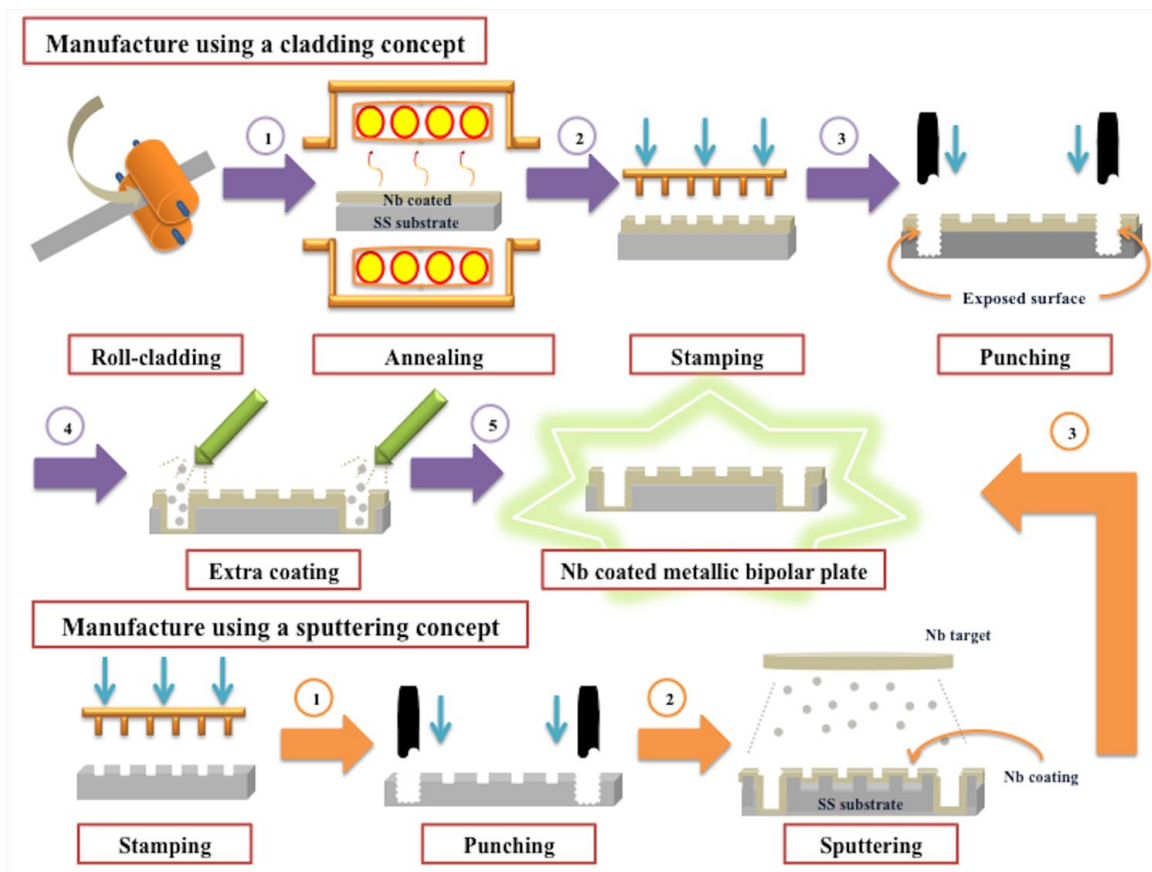 Manufacture using a cladding concept
1
2
3
Nb coated
SS substrate
Exposed surface
Roll-cladding
Annealing
Stamping
Punching
4
5
3
Extra coating
Nb coated metallic bipolar plate
Manufacture using a sputtering concept
Nb target
1
2
Nb coating
SS substrate
Stamping
Punching
Sputtering